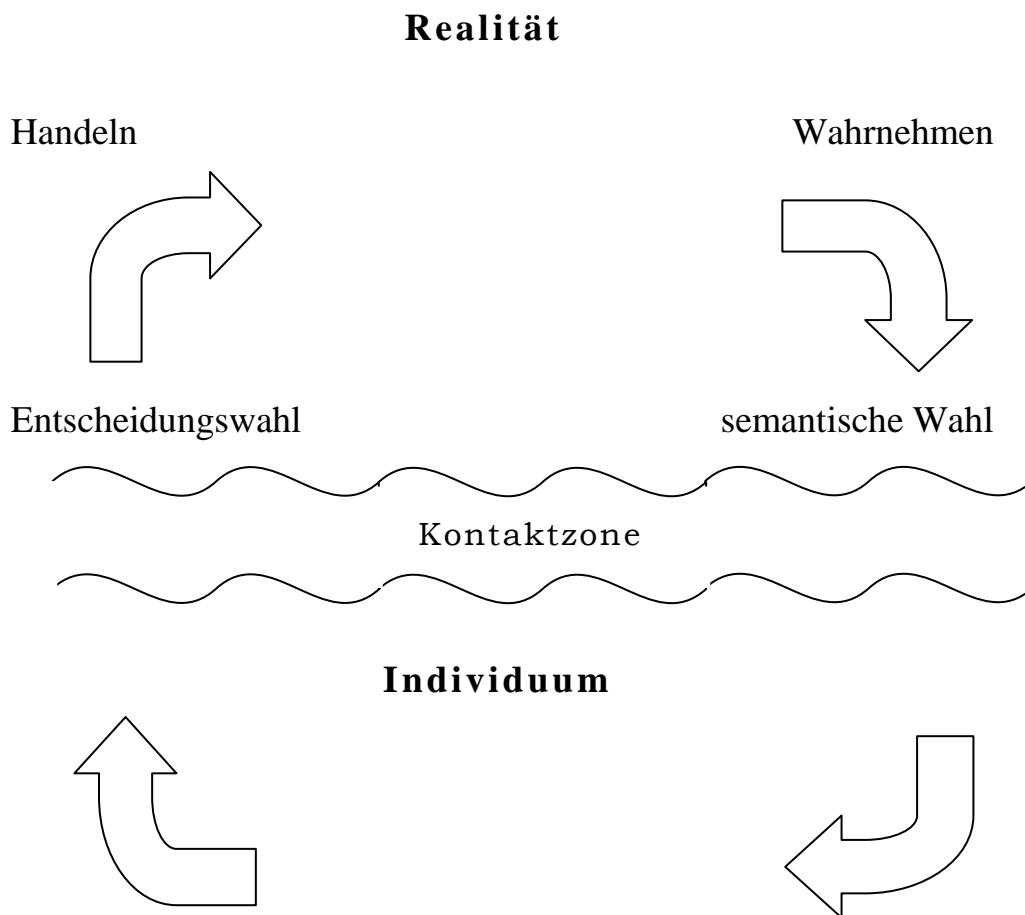 Realität
Handeln Wahrnehmen
Entscheidungswahl semantische Wahl
Kontaktzone
Individuum